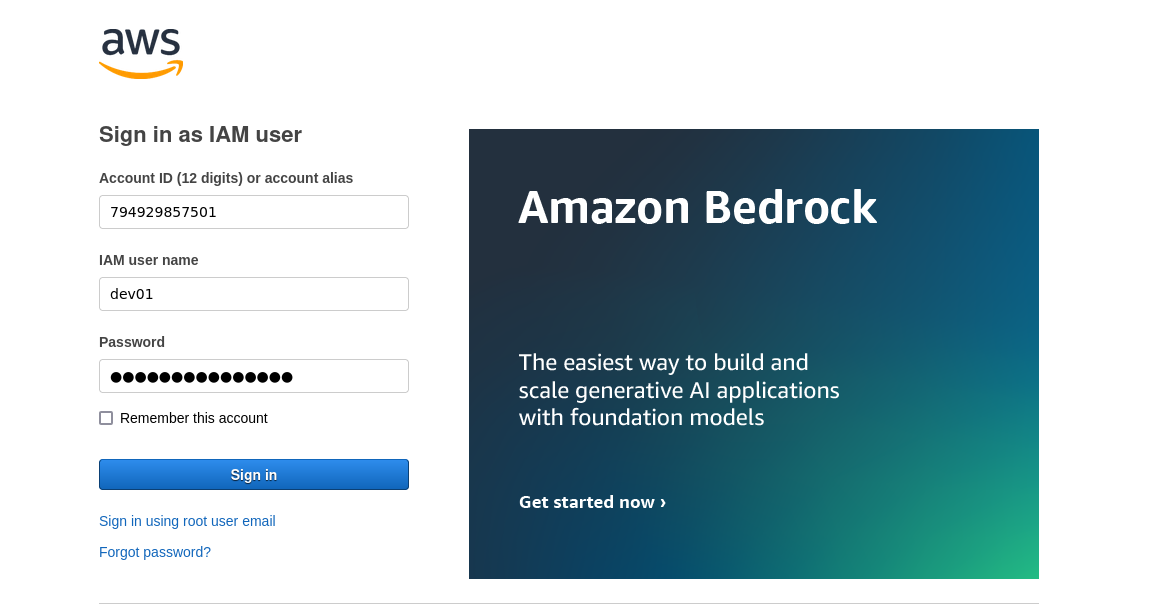 aws
Sign in as IAM user
Account ID (12 digits) or account alias
794929857501
IAM user name
dev01
Password
●●●●●●●●●●●●●●●
Remember this account
Sign in
Sign in using root user email
Forgot password?
Amazon Bedrock
The easiest way to build and
scale generative AI applications
with foundation models
Get started now ›